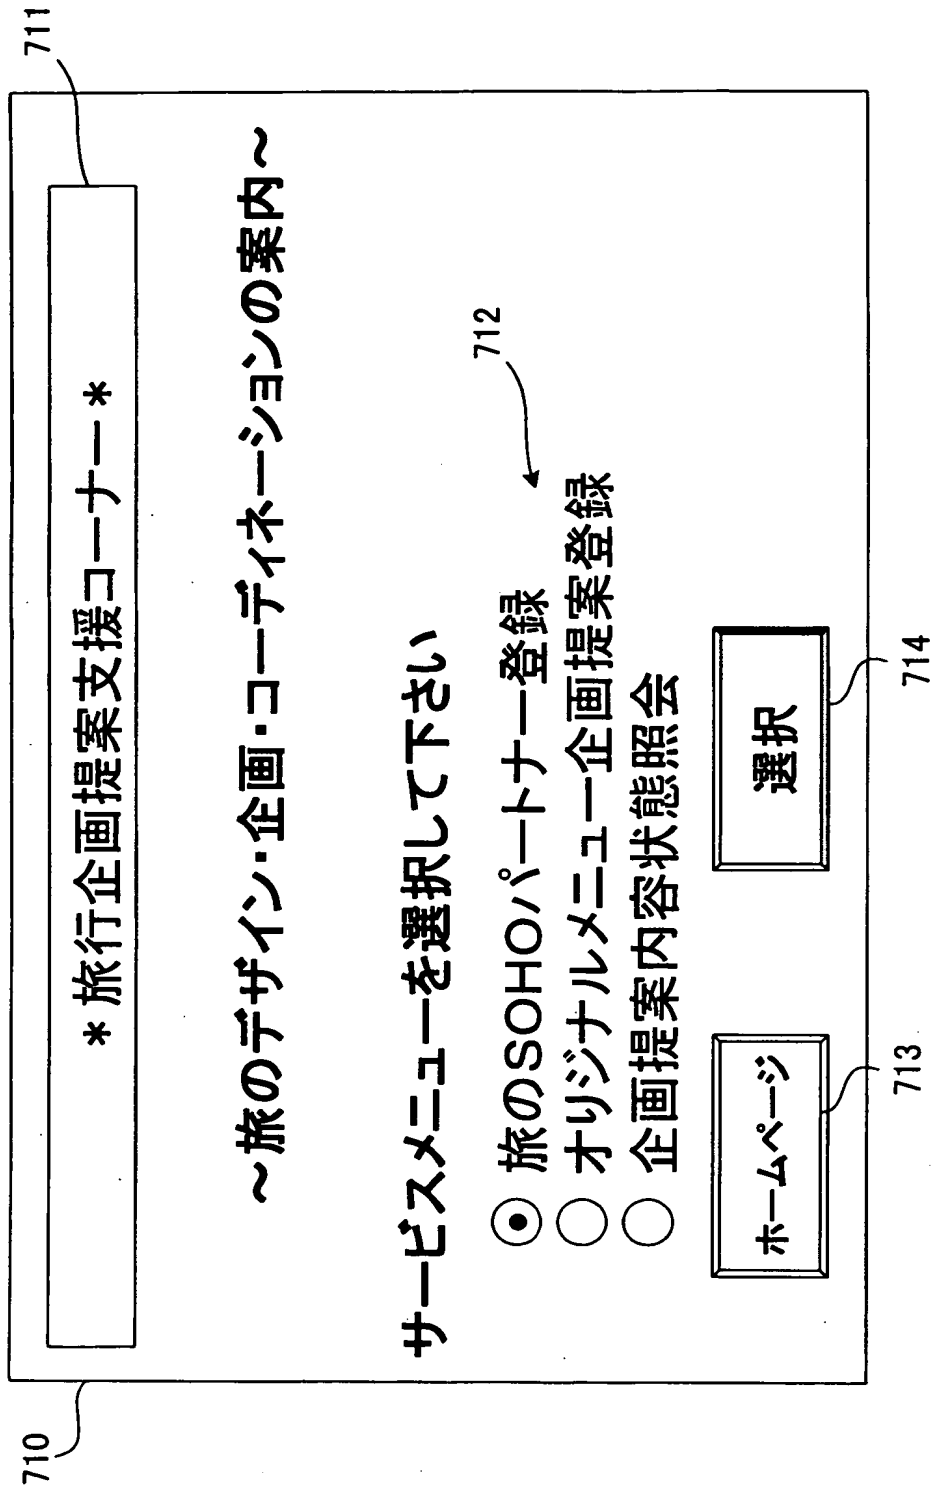 710
711
*旅行企画提案支援コーナー*
~旅のデザイン・企画・コーディネーションの案内~
サービスメニューを選択して下さい
712
旅のSOHOパートナー登録
オリジナルメニュー企画提案登録
企画提案内容状態照会
ホームページ
選択
713
714